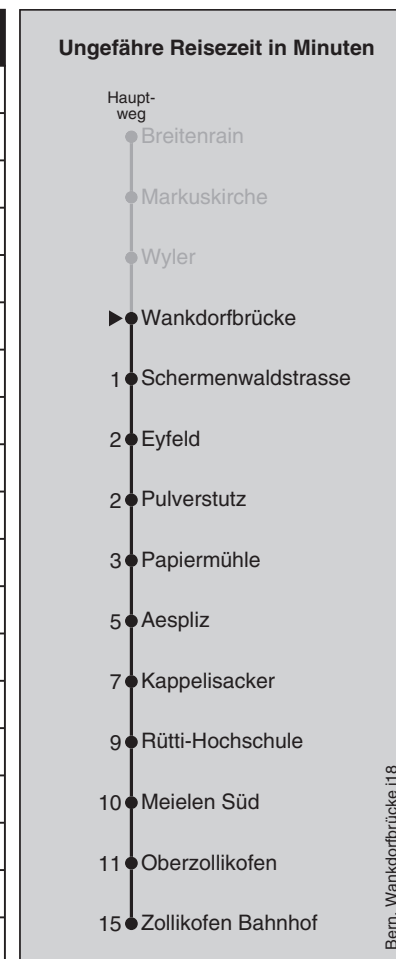 Ungefähre Reisezeit in Minuten
Haupt-
weg
Breitenrain
Markuskirche
Wyler
Wankdorfbrücke
1 Schermenwaldstrasse
2 Eyfeld
2 Pulverstutz
3 Papiermühle
5 Aespliz
7 Kappelisacker
9 Rütti-Hochschule
10 Meielen Süd
11 Oberzollikofen
15 Zollikofen Bahnhof
Bern, Wankdorfbrücke j18